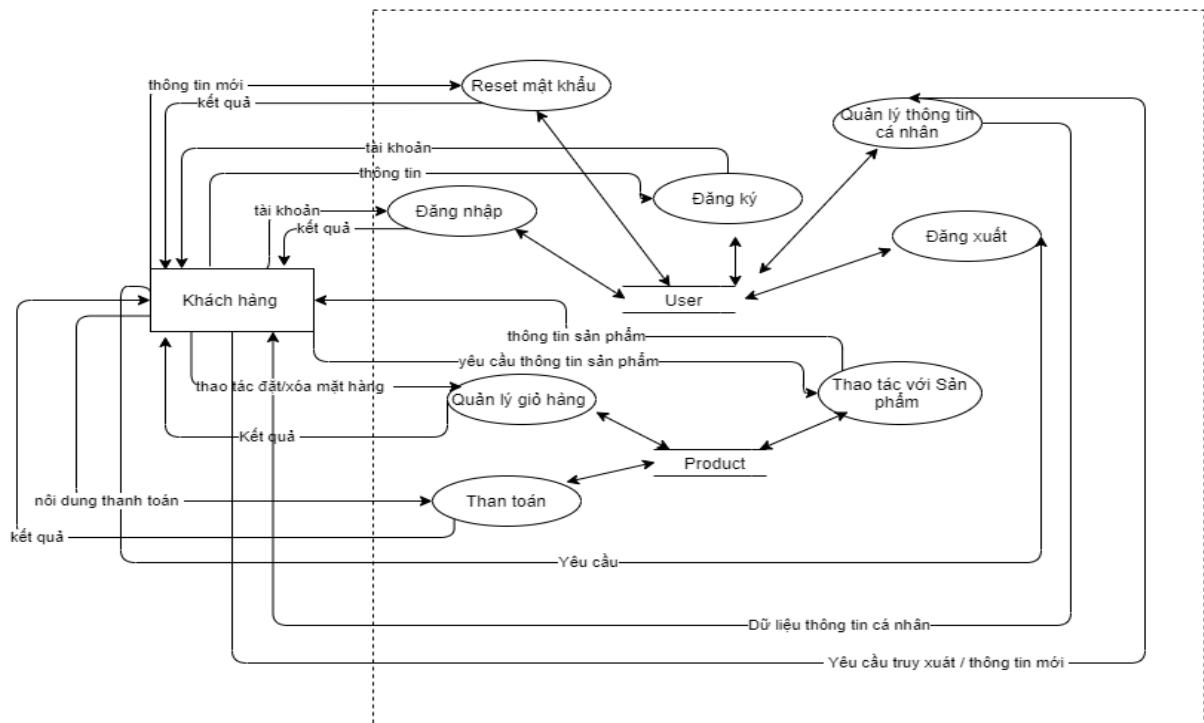 thông tin mới
Reset mật khẩu
kết quả
Quản lý thông tin
cá nhân
tài khoản
thông tin
Đăng ký
tài khoản
Đăng nhập
kết quả
Đăng xuất
Khách hàng
User
thông tin sản phẩm
yêu cầu thông tin sản phẩm
thao tác đặt/xóa mặt hàng
Quản lý giỏ hàng
Thao tác với Sản
phẩm
Kết quả
Product
nôi dung thanh toán
Than toán
kết quả
Yêu cầu
Dữ liệu thông tin cá nhân
Yêu cầu truy xuát / thông tin mới